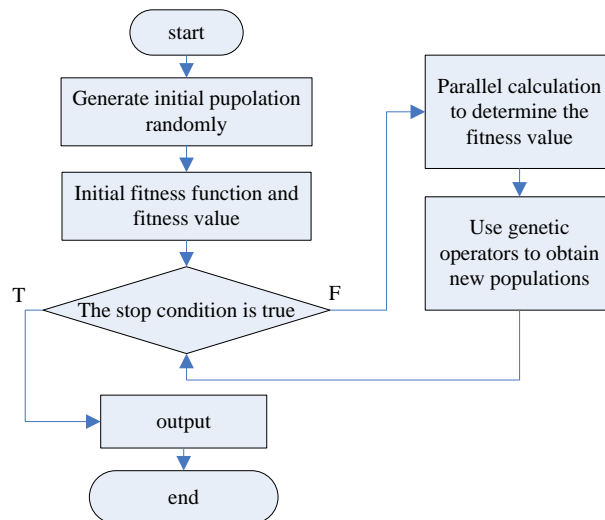 start
Generate initial pupolation
randomly
Initial fitness function and
fitness value
The stop condition is true
T
F
Parallel calculation
to determine the
fitness value
Use genetic
operators to obtain
new populations
output
end